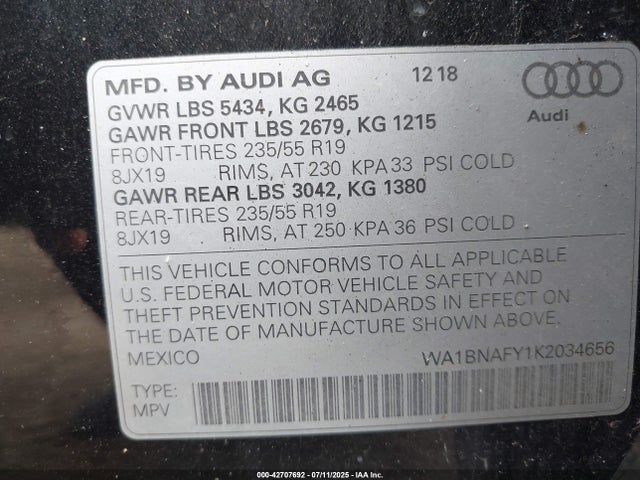 MFD. BY AUDI AG 12 18
GVWR LBS 5434, KG 2465
GAWR FRONT LBS 2679, KG 1215
FRONT-TIRES 235/55 R19
8JX19 RIMS, AT 230 KPA 33 PSI COLD
GAWR REAR LBS 3042, KG 1380
REAR-TIRES 235/55 R19
8JX19 RIMS, AT 250 KPA 36 PSI COLD
Audi
THIS VEHICLE CONFORMS TO ALL APPLICABLE
U.S. FEDERAL MOTOR VEHICLE SAFETY AND
THEFT PREVENTION STANDARDS IN EFFECT ON
THE DATE OF MANUFACTURE SHOWN ABOVE.
MEXICO WA1BNAFY1K2034656
TYPE:
MPV
000-42707692 - 07/11/2025 - IAA Inc.